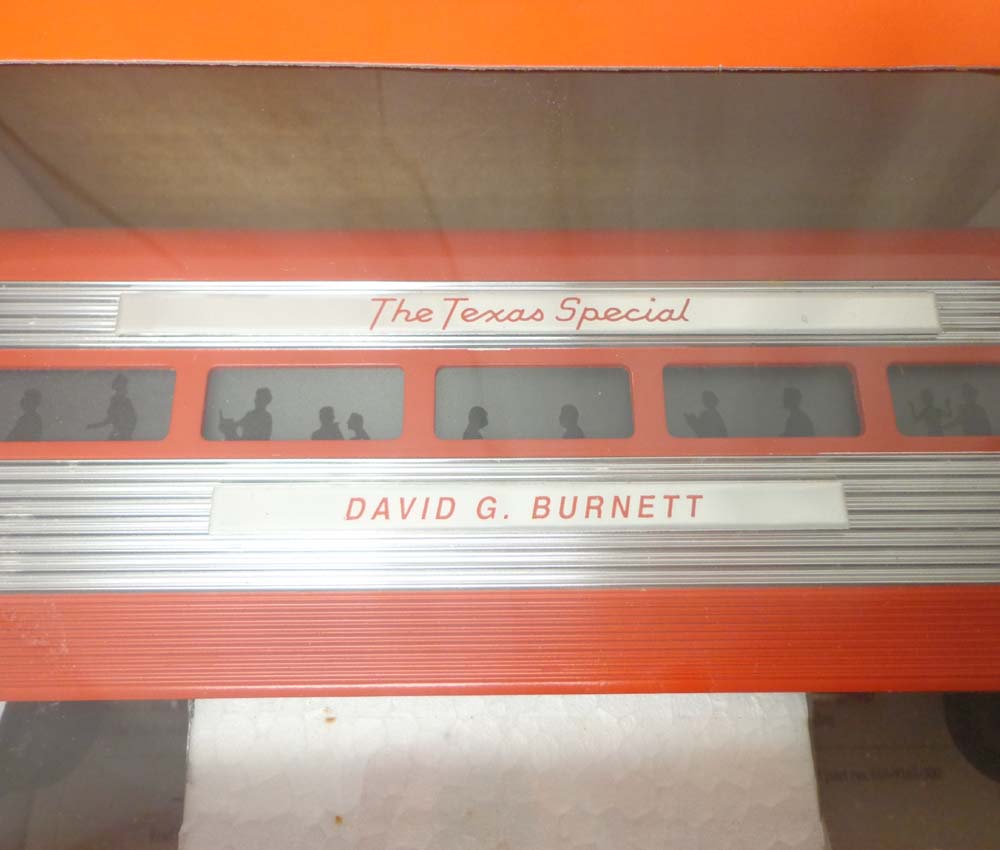 The Texas Special
DAVID G. BURNETT